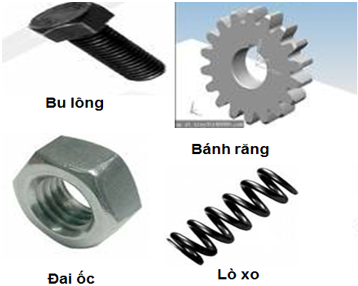 Bu lông
Bánh răng
Đai ốc
Lò xo